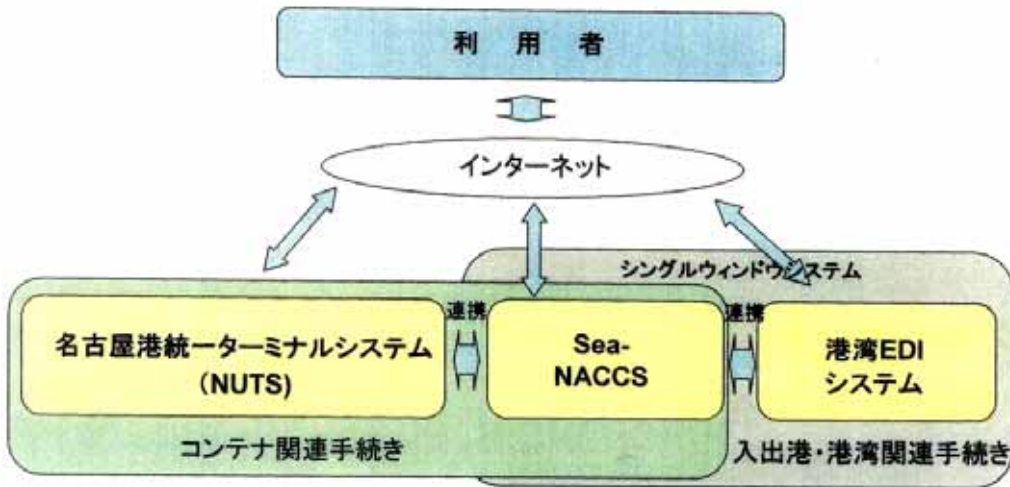 利 用 者
インターネット
シングルウィンドウシステム
連携
連携
名古屋港統一ターミナルシステム
(NUTS)
Sea-
NACCS
港湾EDI
システム
コンテナ関連手続き
入出港・港湾関連手続き